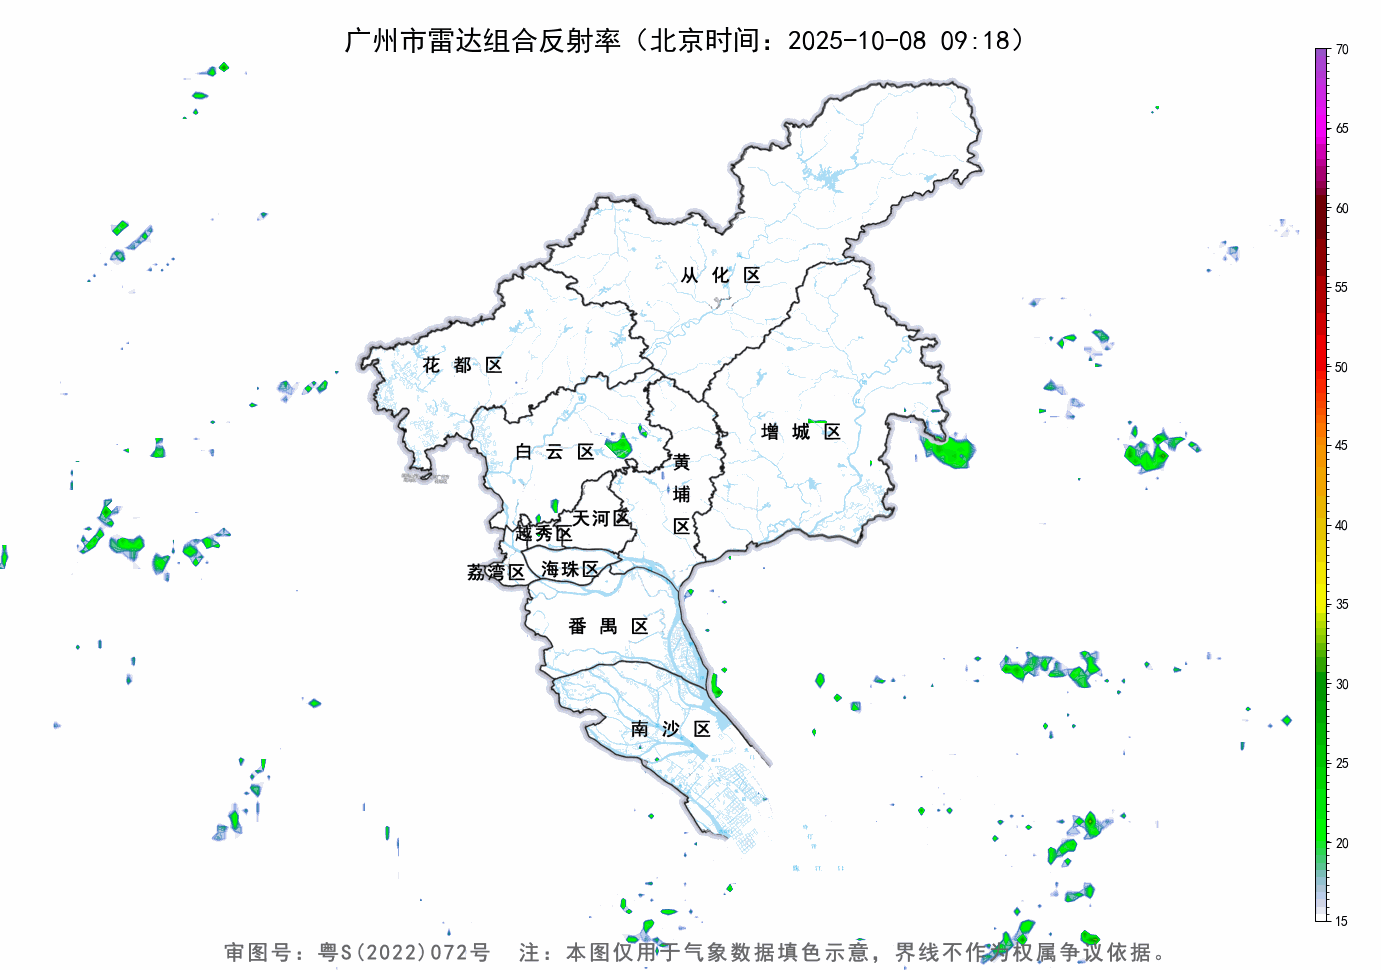 广州市雷达组合反射率（北京时间：2025-10-08 09:18）
70
65
60
55
50
45
40
35
30
25
20
15
从化区
花都区
增城区
白云区
黄埔区
天河区
越秀区
荔湾区
海珠区
番禺区
南沙区
审图号：粤S(2022)072号 注：本图仅用于气象数据填色示意，界线不作为权属争议依据。